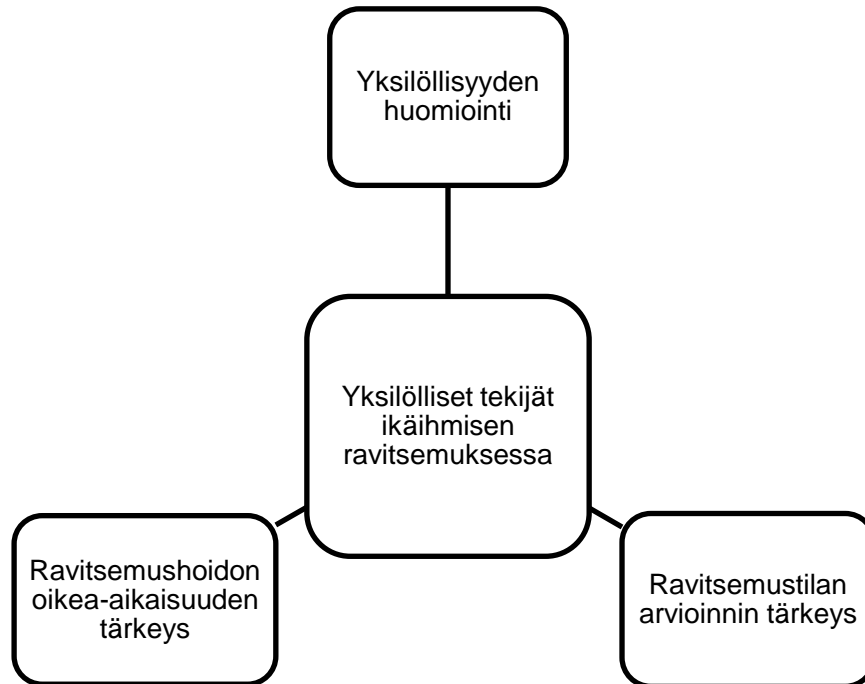 Yksilöllisyyden
huomiointi
Yksilölliset tekijät
ikäihmisen
ravitsemuksessa
Ravitsemushoidon
oikea-aikaisuuden
tärkeys
Ravitsemustilan
arvioinnin tärkeys